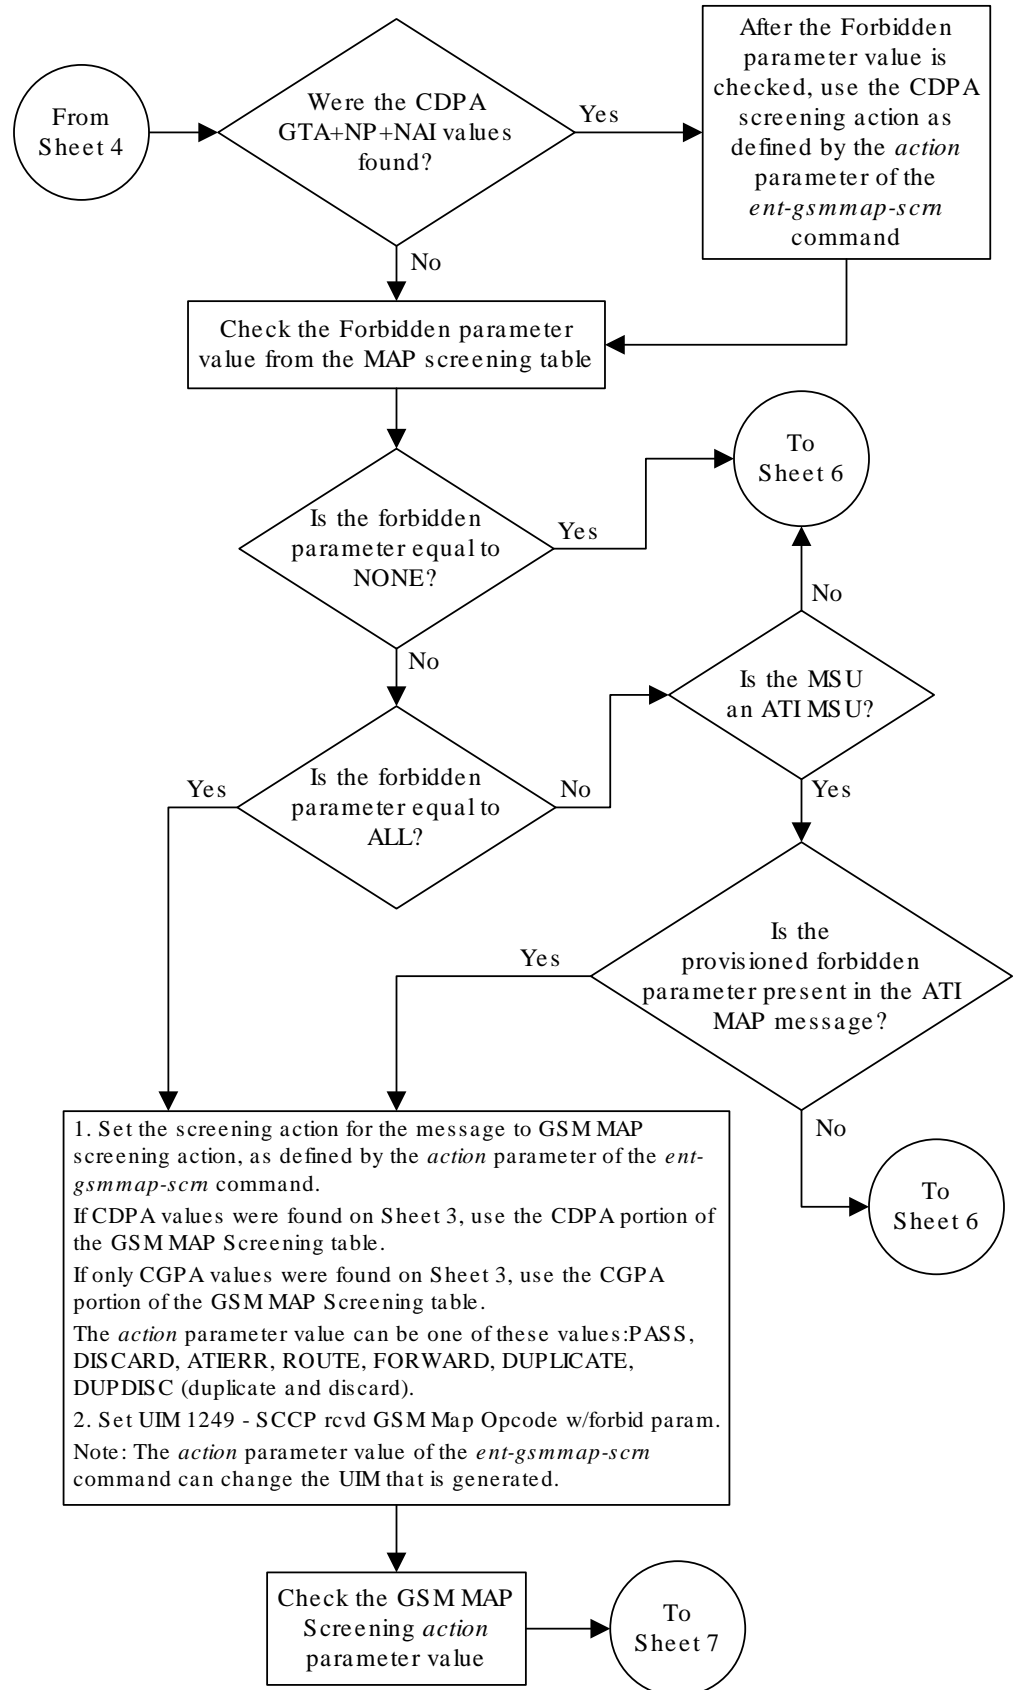 From
Sheet 4
Were the CDPA
GTA+NP+NAI values
found?
Yes
After the Forbidden
parameter value is
checked, use the CDPA
screening action as
defined by the action
parameter of the
ent-gsmmap-scrn
command
No
Check the Forbidden parameter
value from the MAP screening table
To
Sheet 6
Is the forbidden
parameter equal to
NONE?
Yes
No
No
Is the MSU
an ATI MSU?
Yes
Is the forbidden
parameter equal to
ALL?
No
Yes
Is the
provisioned forbidden
parameter present in the ATI
MAP message?
Yes
No
To
Sheet 6
1. Set the screening action for the message to GSM MAP
screening action, as defined by the action parameter of the ent-
gsmmap-scrn command.
If CDPA values were found on Sheet 3, use the CDPA portion of
the GSM MAP Screening table.
If only CGPA values were found on Sheet 3, use the CGPA
portion of the GSM MAP Screening table.
The action parameter value can be one of these values:PASS,
DISCARD, ATIERR, ROUTE, FORWARD, DUPLICATE,
DUPDISC (duplicate and discard).
2. Set UIM 1249 - SCCP rcvd GSM Map Opcode w/forbid param.
Note: The action parameter value of the ent-gsmmap-scrn
command can change the UIM that is generated.
Check the GSM MAP
Screening action
parameter value
To
Sheet 7